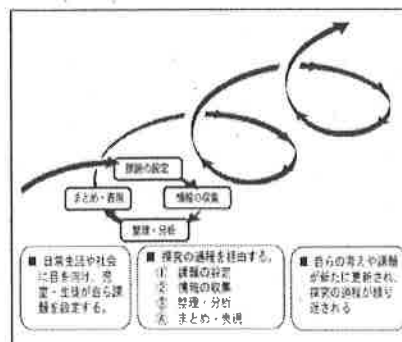 課題の設定
まとめ・表現
情報の収集
整理・分析
■ 日常生活や社会
に目を向け、児
童・生徒が自ら課
題を設定する。
■ 探究の過程を経由する。
① 課題の設定
② 情報の収集
③ 整理・分析
④ まとめ・表現
■ 自らの考えや課題
が新たに更新され、
探究の過程が繰り
返される